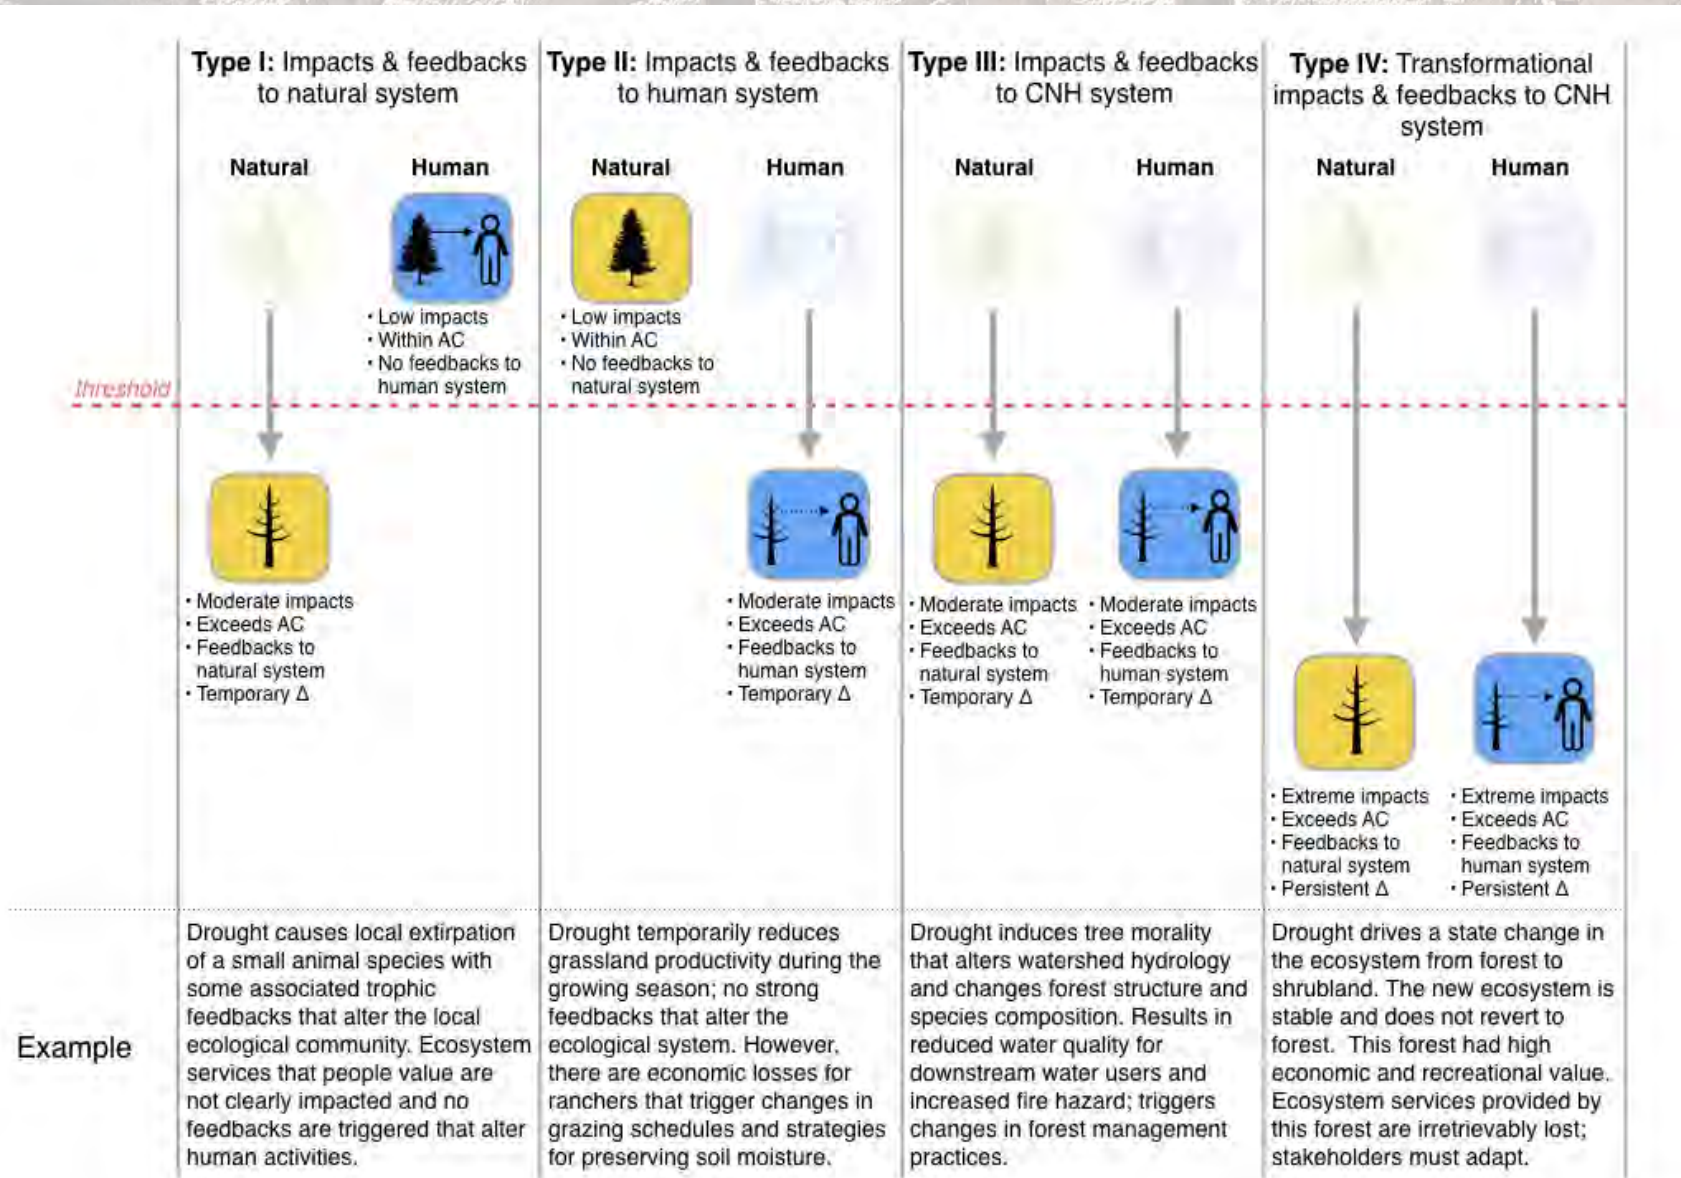 Type I: Impacts & feedbacks
to natural system
Natural
Human
• Low impacts
• Within AC
• No feedbacks to
human system
• Moderate impacts
• Exceeds AC
• Feedbacks to
natural system
• Temporary Δ
Type II: Impacts & feedbacks
to human system
Natural
Human
• Low impacts
• Within AC
• No feedbacks to
natural system
• Moderate impacts
• Exceeds AC
• Feedbacks to
human system
• Temporary Δ
Type III: Impacts & feedbacks
to CNH system
Natural
Human
• Moderate impacts
• Exceeds AC
• Feedbacks to
natural system
• Temporary Δ
• Moderate impacts
• Exceeds AC
• Feedbacks to
human system
• Temporary Δ
Type IV: Transformational
impacts & feedbacks to CNH
system
Natural
Human
• Extreme impacts
• Exceeds AC
• Feedbacks to
natural system
• Persistent Δ
• Extreme impacts
• Exceeds AC
• Feedbacks to
human system
• Persistent Δ
threshold
Example
Drought causes local extirpation
of a small animal species with
some associated trophic
feedbacks that alter the local
ecological community. Ecosystem
services that people value are
not clearly impacted and no
feedbacks are triggered that alter
human activities.
Drought temporarily reduces
grassland productivity during the
growing season; no strong
feedbacks that alter the
ecological system. However,
there are economic losses for
ranchers that trigger changes in
grazing schedules and strategies
for preserving soil moisture.
Drought induces tree morality
that alters watershed hydrology
and changes forest structure and
species composition. Results in
reduced water quality for
downstream water users and
increased fire hazard; triggers
changes in forest management
practices.
Drought drives a state change in
the ecosystem from forest to
shrubland. The new ecosystem is
stable and does not revert to
forest. This forest had high
economic and recreational value.
Ecosystem services provided by
this forest are irretrievably lost;
stakeholders must adapt.